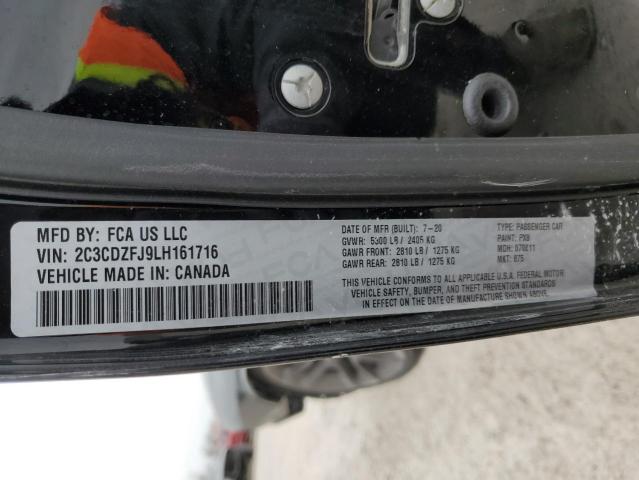 MFD BY: FCA US LLC
VIN: 2C3CDZFJ9LH161716
VEHICLE MADE IN: CANADA
DATE OF MFR (BUILT): 7-20
GVWR: 5300 LB / 2405 KG
GAWR FRONT: 2810 LB / 1275 KG
GAWR REAR: 2810 LB / 1275 KG
TYPE: PASSENGER CAR
PAINT: PX8
MDH: 070611
MKT: 675
THIS VEHICLE CONFORMS TO ALL APPLICABLE U.S.A. FEDERAL MOTOR
VEHICLE SAFETY, BUMPER, AND THEFT PREVENTION STANDARDS
IN EFFECT ON THE DATE OF MANUFACTURE SHOWN ABOVE.